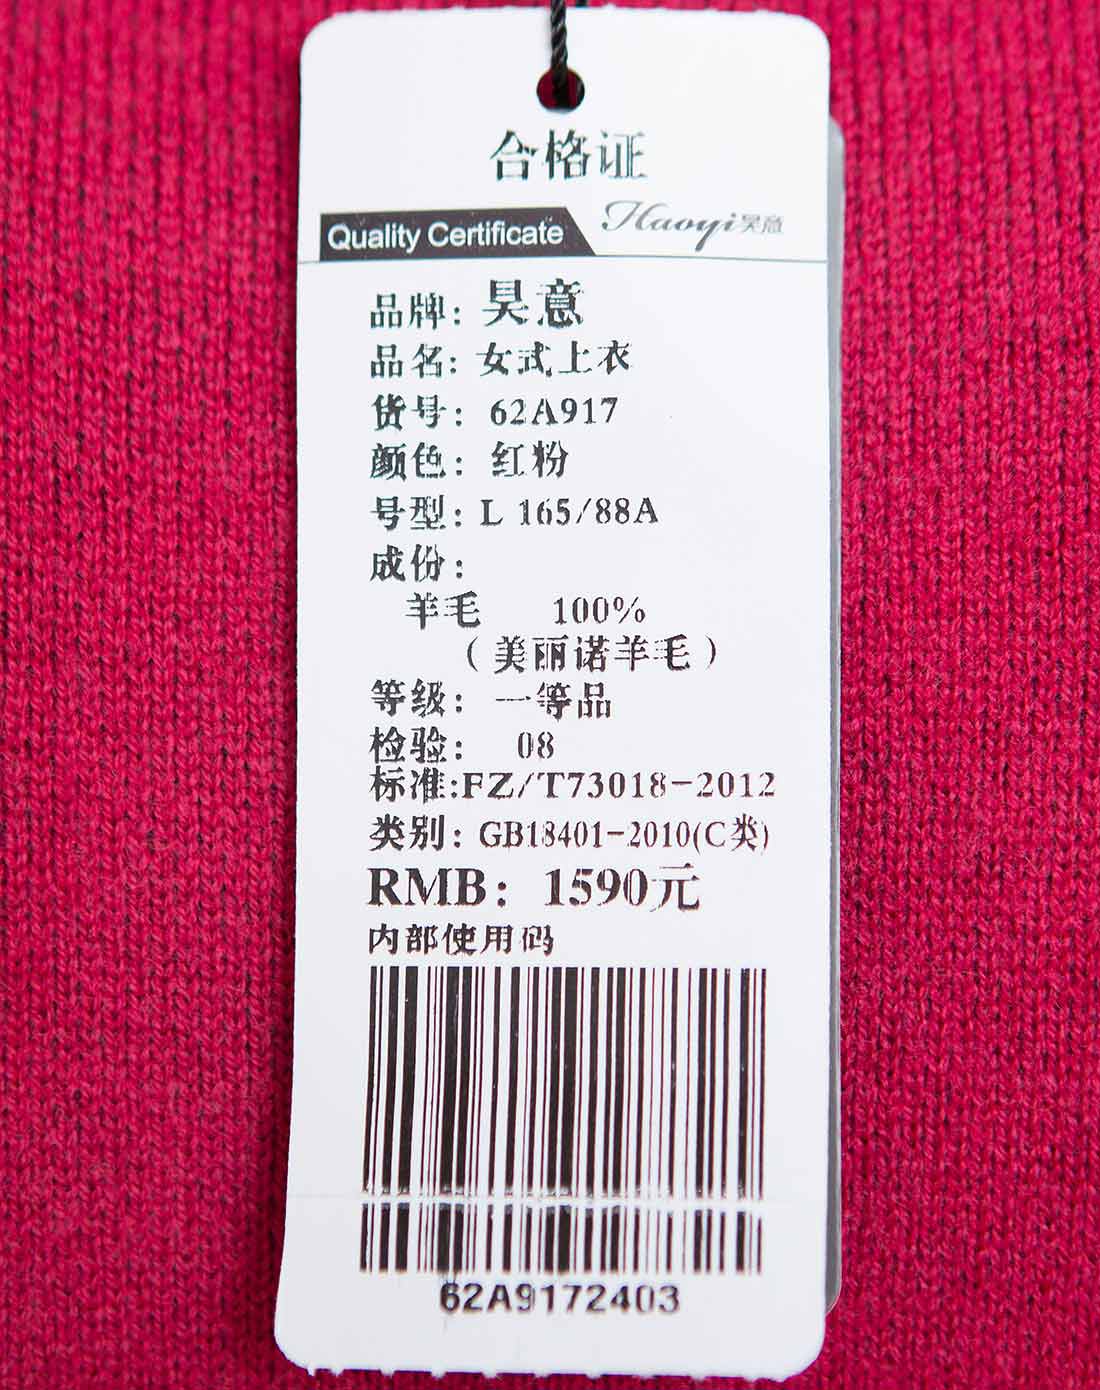 合格证
Quality Certificate Haoyi昊意
品牌: 昊意
品名: 女式上衣
货号: 62A917
颜色: 红粉
号型: L 165/88A
成份:
羊毛 100%
(美丽诺羊毛)
等级: 一等品
检验: 08
标准:FZ/T73018-2012
类别: GB18401-2010(C类)
RMB: 1590元
内部使用码
62A9172403